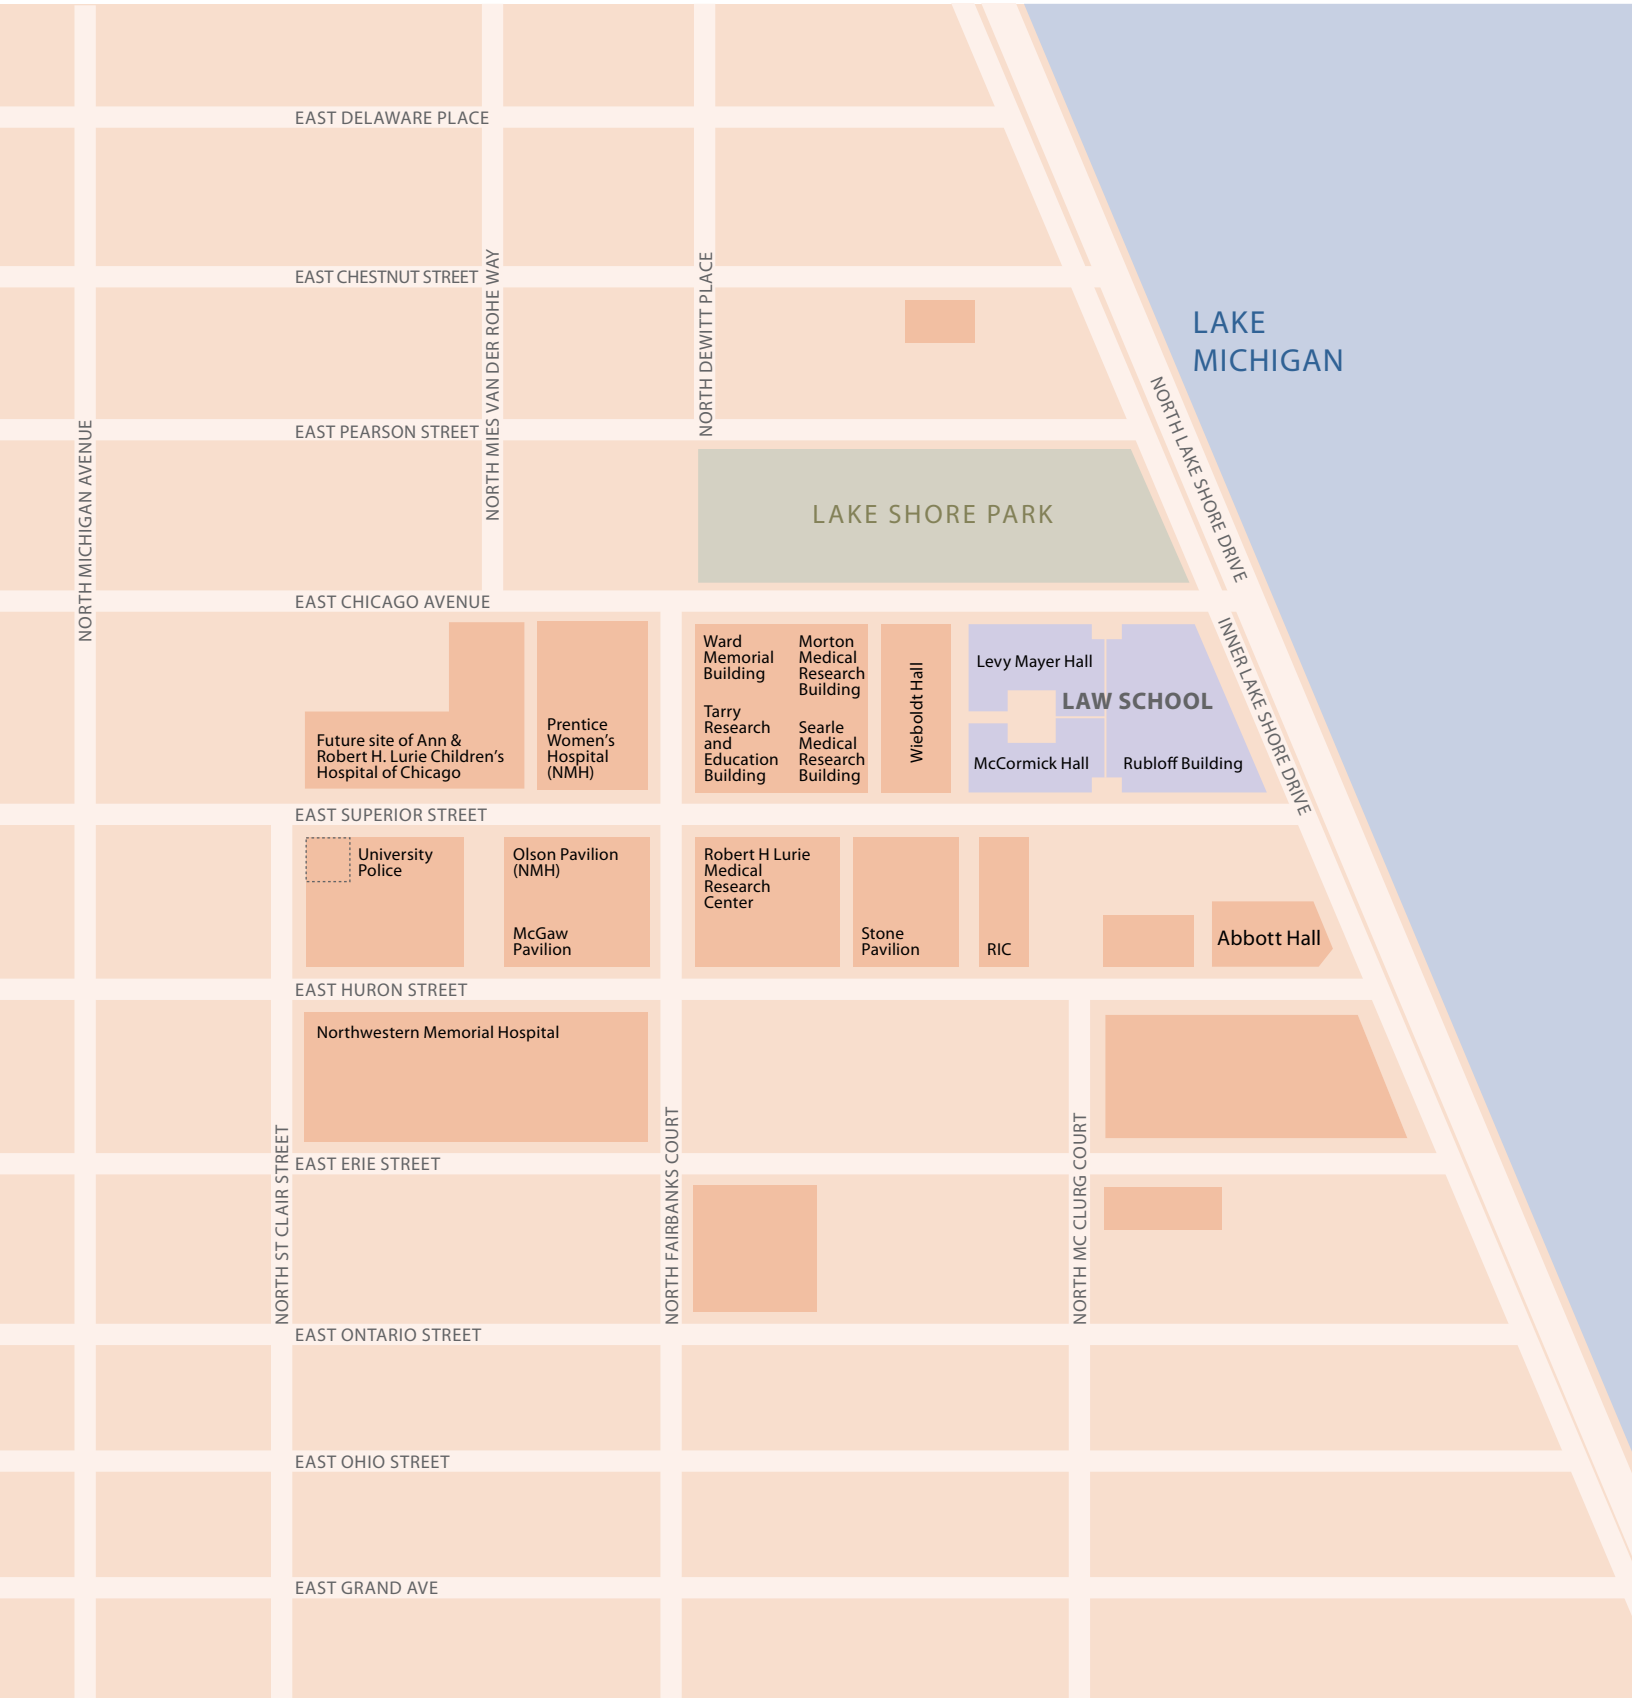 EAST DELAWARE PLACE
EAST CHESTNUT STREET
NORTH MIES VAN DER ROHE WAY
NORTH DEWITT PLACE
LAKE
MICHIGAN
NORTH LAKE SHORE DRIVE
EAST PEARSON STREET
NORTH MICHIGAN AVENUE
LAKE SHORE PARK
EAST CHICAGO AVENUE
INNER LAKE SHORE DRIVE
Future site of Ann &
Robert H. Lurie Children's
Hospital of Chicago
Prentice
Women's
Hospital
(NMH)
Ward
Memorial
Building
Morton
Medical
Research
Building
Tarry
Research
and
Education
Building
Searle
Medical
Research
Building
Wieboldt Hall
Levy Mayer Hall
LAW SCHOOL
McCormick Hall
Rubloff Building
EAST SUPERIOR STREET
University
Police
Olson Pavilion
(NMH)
McGaw
Pavilion
Robert H Lurie
Medical
Research
Center
Stone
Pavilion
RIC
Abbott Hall
EAST HURON STREET
Northwestern Memorial Hospital
NORTH ST CLAIR STREET
NORTH FAIRBANKS COURT
NORTH MC CLURG COURT
EAST ERIE STREET
EAST ONTARIO STREET
EAST OHIO STREET
EAST GRAND AVE